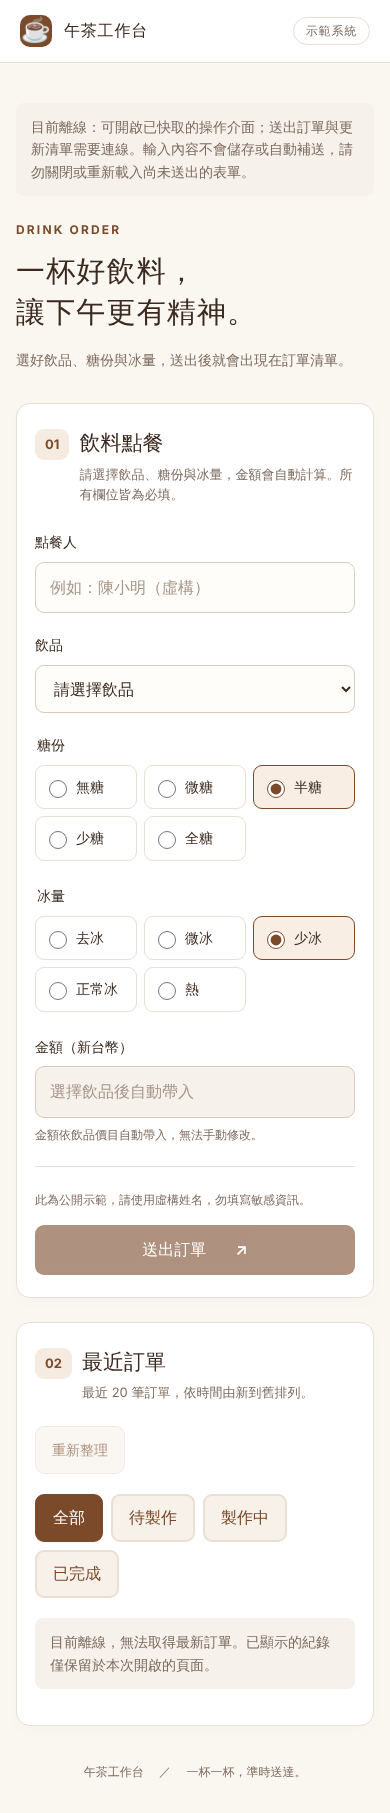 午茶工作台
示範系統
目前離線：可開啟已快取的操作介面；送出訂單與更
新清單需要連線。輸入內容不會儲存或自動補送，請
勿關閉或重新載入尚未送出的表單。
DRINK ORDER
一杯好飲料，
讓下午更有精神。
選好飲品、糖份與冰量，送出後就會出現在訂單清單。
01
飲料點餐
請選擇飲品、糖份與冰量，金額會自動計算。所
有欄位皆為必填。
點餐人
例如：陳小明（虛構）
飲品
請選擇飲品
糖份
無糖
微糖
半糖
少糖
全糖
冰量
去冰
微冰
少冰
正常冰
熱
金額（新台幣）
選擇飲品後自動帶入
金額依飲品價目自動帶入，無法手動修改。
此為公開示範，請使用虛構姓名，勿填寫敏感資訊。
送出訂單
02
最近訂單
最近 20 筆訂單，依時間由新到舊排列。
重新整理
全部
待製作
製作中
已完成
目前離線，無法取得最新訂單。已顯示的紀錄
僅保留於本次開啟的頁面。
午茶工作台 ／ 一杯一杯，準時送達。